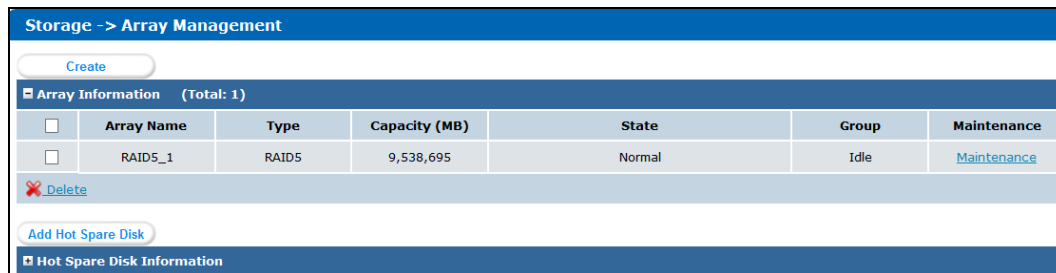 Storage -> Array Management
Create
Array Information (Total: 1)
Array Name Type Capacity (MB) State Group Maintenance
RAID5_1 RAID5 9,538,695 Normal Idle Maintenance
Delete
Add Hot Spare Disk
Hot Spare Disk Information